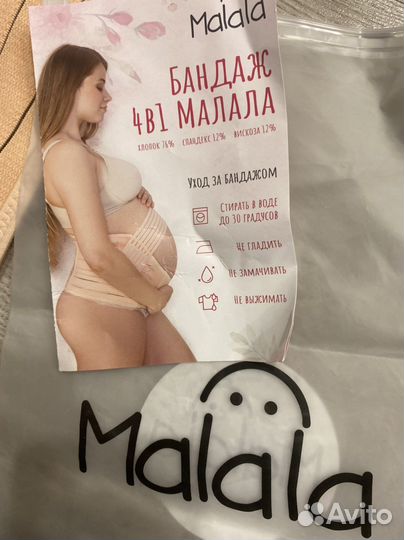 Malala
БАНДАЖ
4В1 МАЛАЛА
ХЛОПОК 76% СПАНДЕКС 12% ВИСКОЗА 12%
УХОД ЗА БАНДАЖОМ
СТИРАТЬ В ВОДЕ
ДО 30 ГРАДУСОВ
НЕ ГЛАДИТЬ
НЕ ЗАМАЧИВАТЬ
НЕ ВЫЖИМАТЬ
Malala
Avito